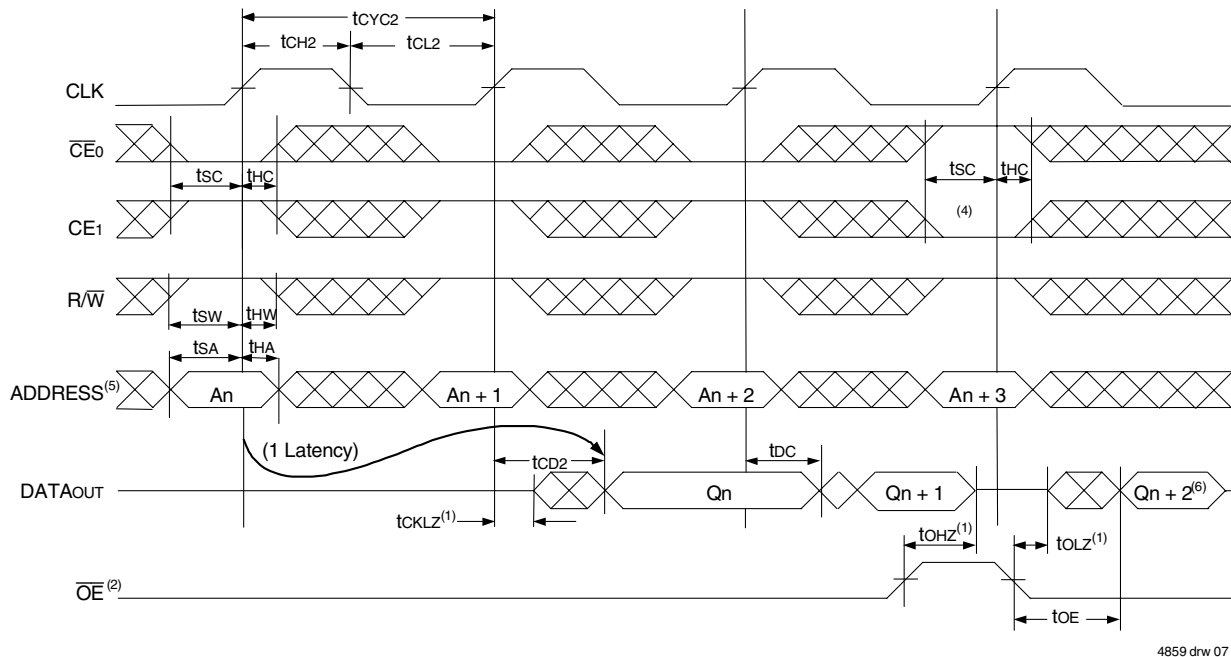 tCYC2
tCH2 tCL2
CLK
CE0
tSC tHC tSC tHC
CE1 (4)
R/W
tSW tHW
tSA tHA
ADDRESS(5) An An + 1 An + 2 An + 3
(1 Latency) tCD2 tDC
DATAOUT Qn Qn + 1 Qn + 2(6)
tCKLZ(1)
tOHZ(1) tOLZ(1)
OE (2)
tOE
4859 drw 07